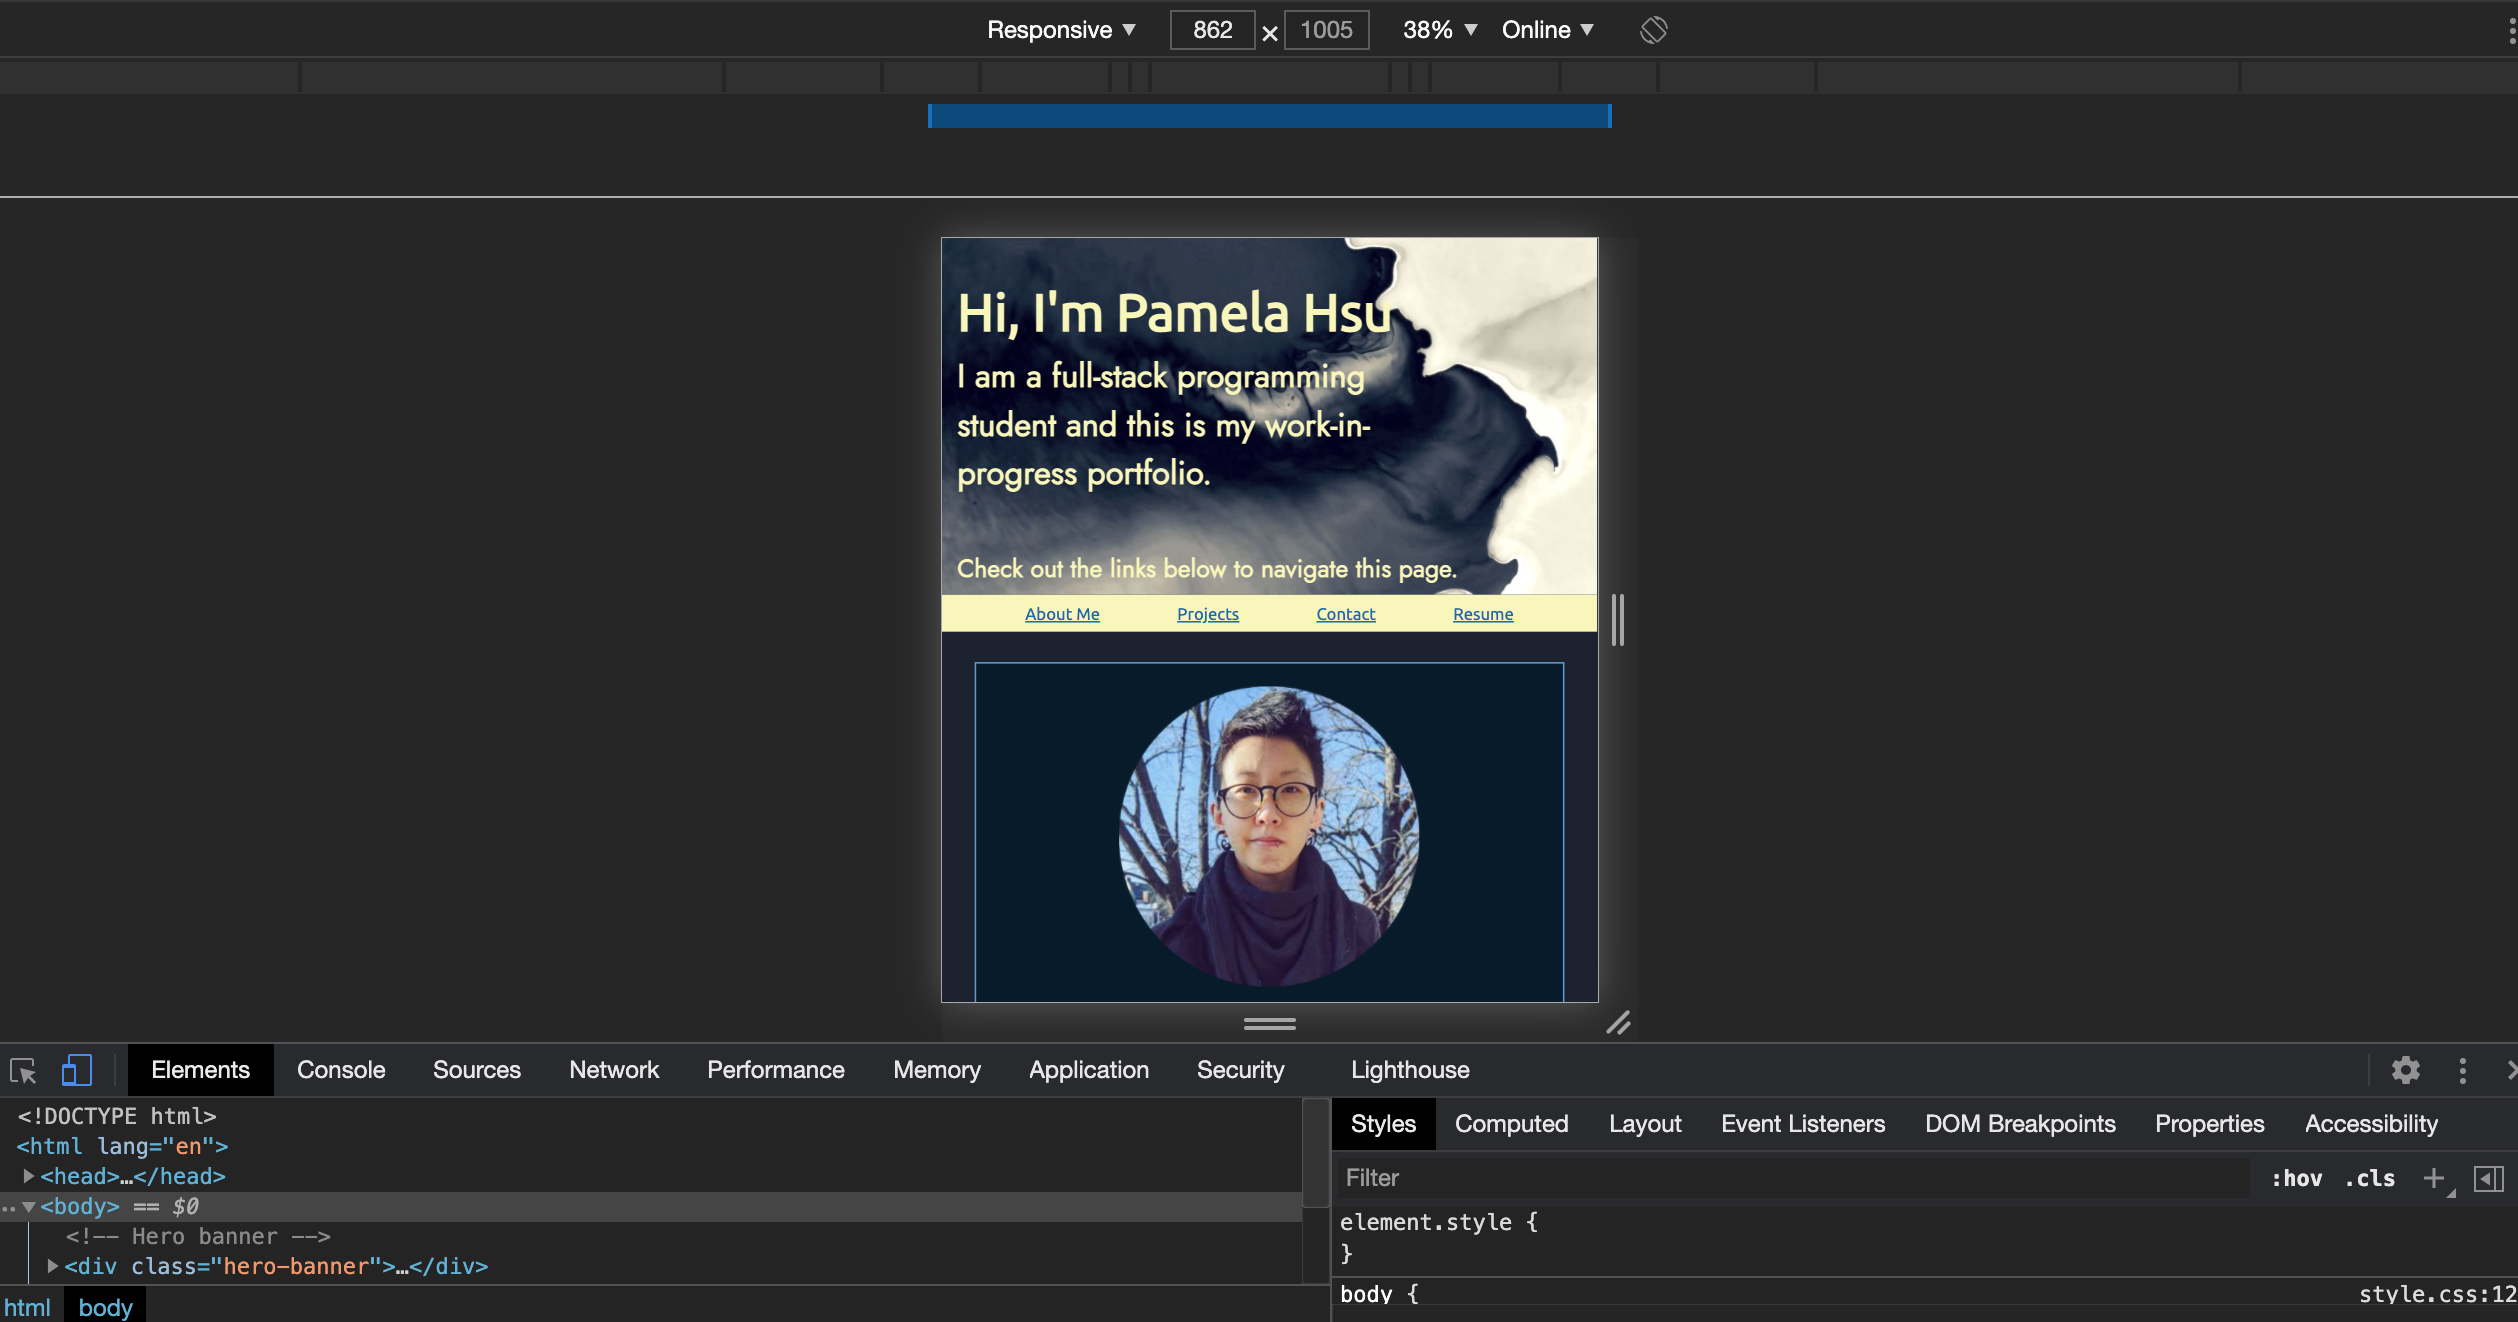 Responsive ▼ 862 × 1005 38% ▼ Online ▼
Hi, I'm Pamela Hsu
I am a full-stack programming
student and this is my work-in-
progress portfolio.
Check out the links below to navigate this page.
About Me Projects Contact Resume
Elements Console Sources Network Performance Memory Application Security Lighthouse
<!DOCTYPE html>
<html lang="en">
▶<head>…</head>
▼<body> == $0
<!-- Hero banner -->
▶<div class="hero-banner">…</div>
html body
Styles Computed Layout Event Listeners DOM Breakpoints Properties Accessibility
Filter :hov .cls +
element.style {
}
body { style.css:12